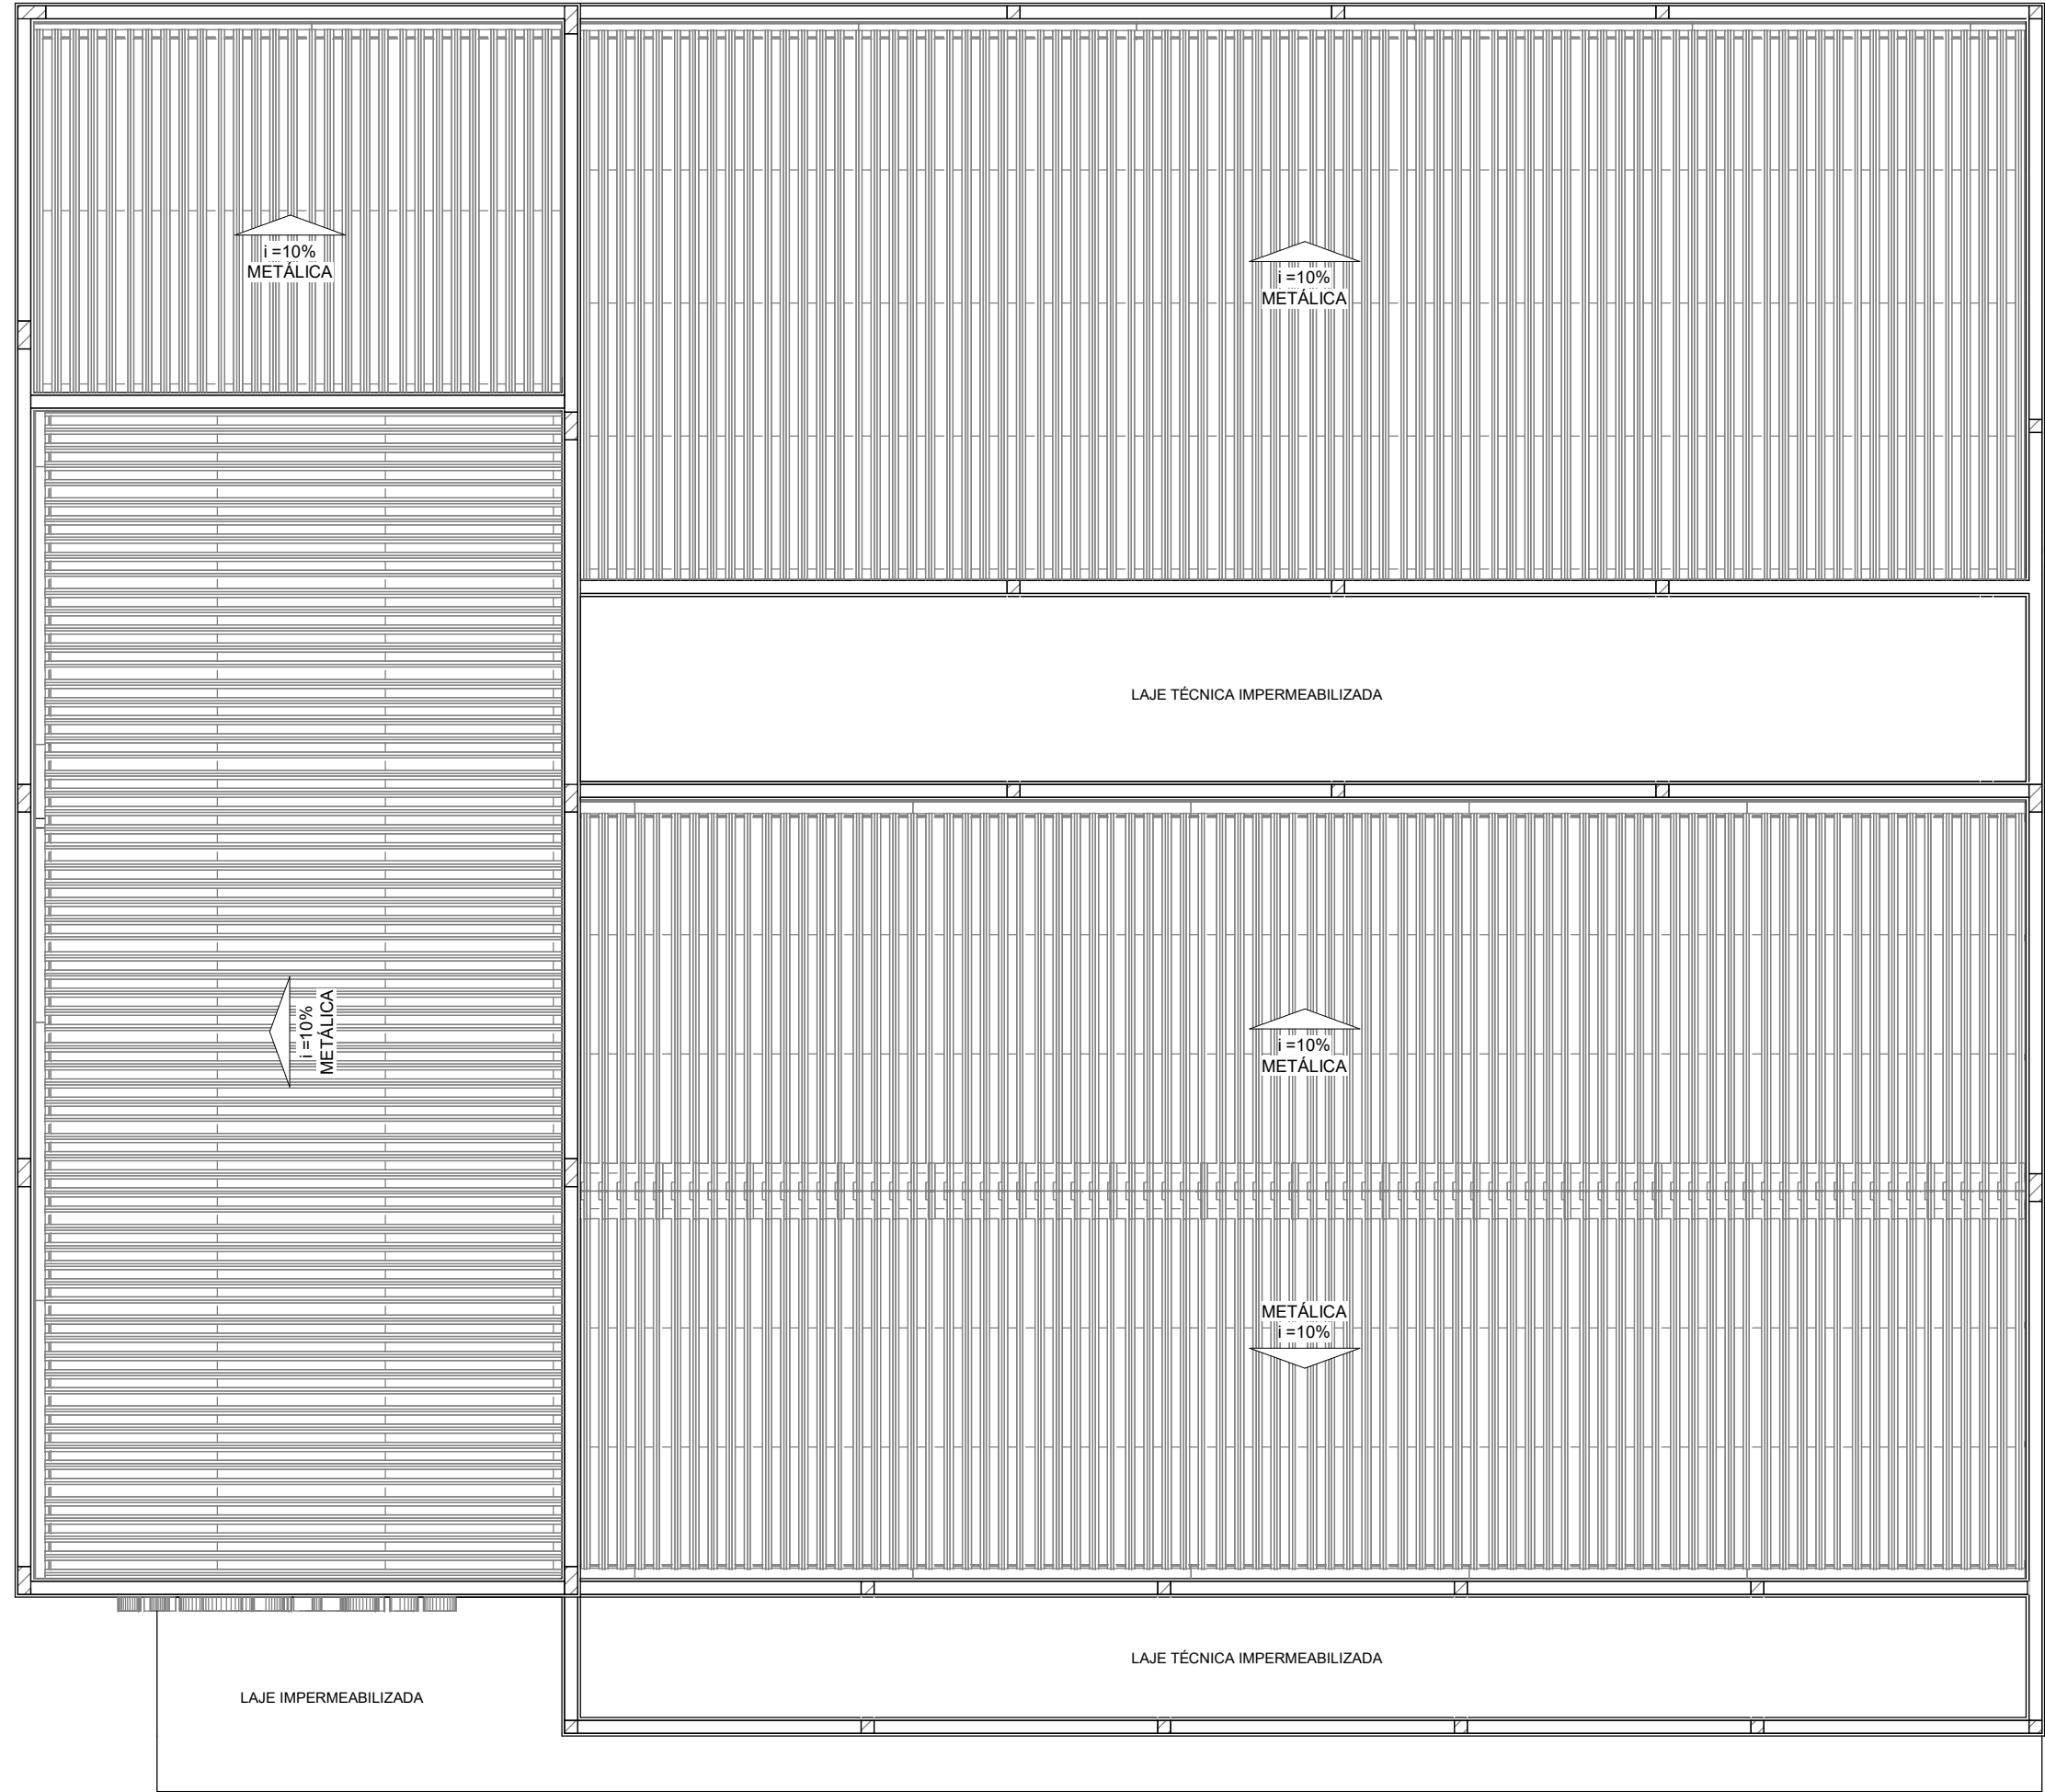 i =10%
METÁLICA
i =10%
METÁLICA
LAJE TÉCNICA IMPERMEABILIZADA
i =10%
METÁLICA
i =10%
METÁLICA
METÁLICA
i =10%
LAJE TÉCNICA IMPERMEABILIZADA
LAJE IMPERMEABILIZADA